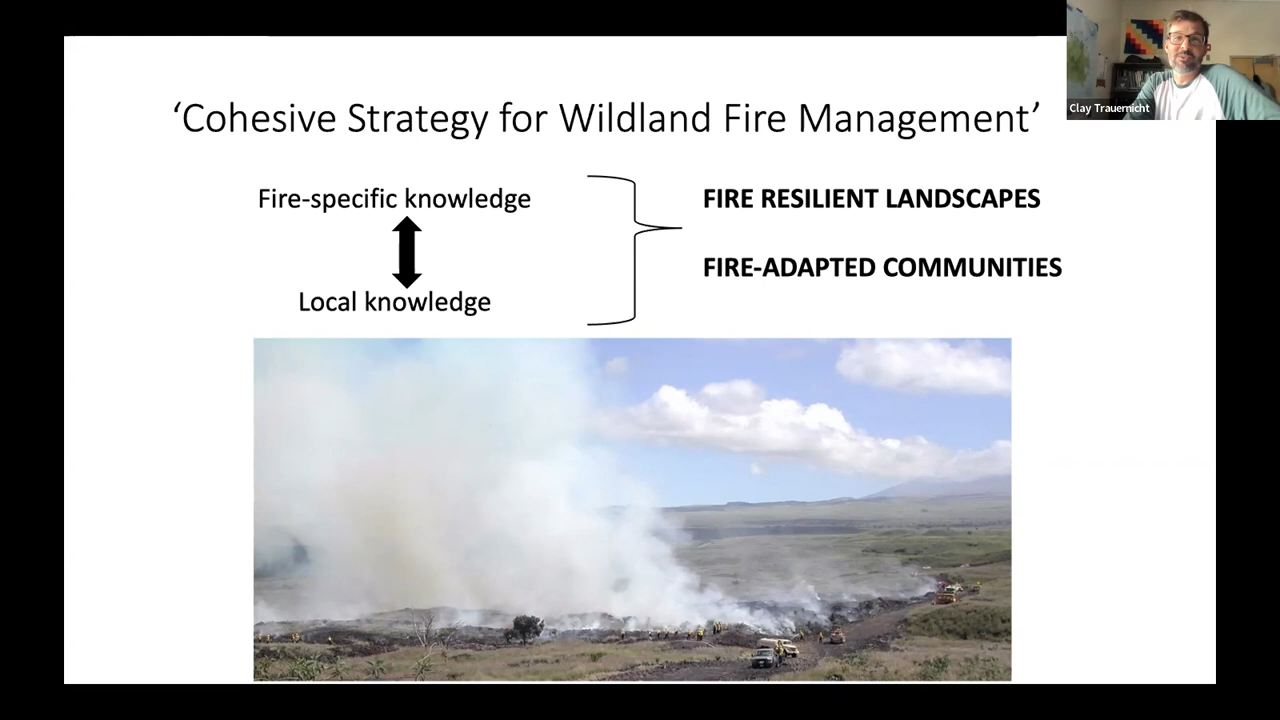 ‘Cohesive Strategy for Wildland Fire Management’
Fire-specific knowledge
Local knowledge
FIRE RESILIENT LANDSCAPES
FIRE-ADAPTED COMMUNITIES
Clay Trauernicht